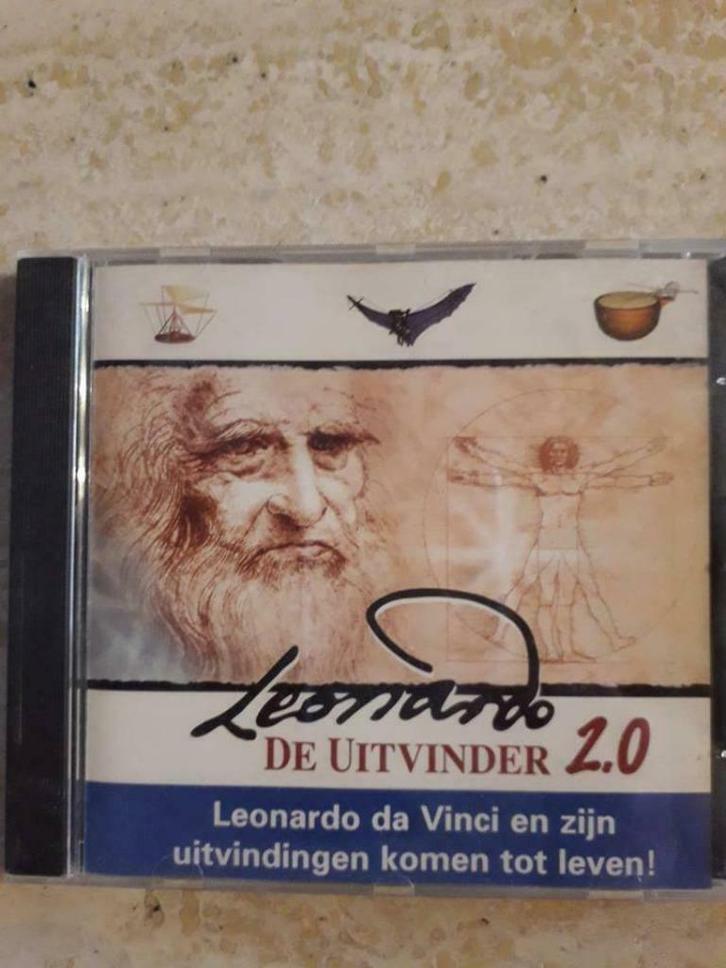 Leonardo
DE UITVINDER 2.0
Leonardo da Vinci en zijn
uitvindingen komen tot leven!